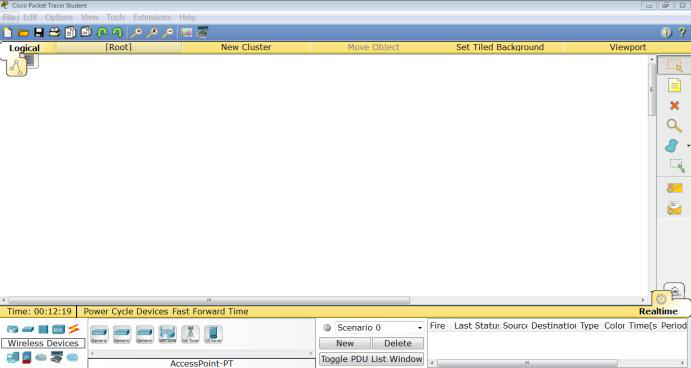 Cisco Packet Tracer Student
File Edit Options View Tools Extensions Help
Logical [Root] New Cluster Move Object Set Tiled Background Viewport
Time: 00:12:19 Power Cycle Devices Fast Forward Time Realtime
Scenario 0
Fire Last Status Source Destination Type Color Time(s Period
Generic Generic Generic WRT300N Cell Tower CO Server
Wireless Devices
New Delete
AccessPoint-PT
Toggle PDU List Window